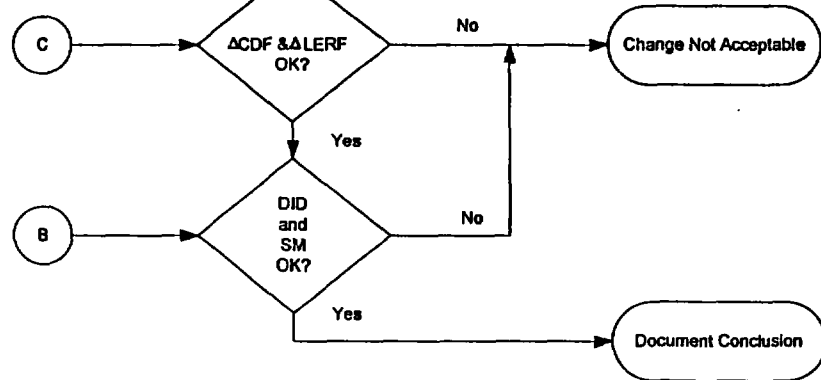 C
ΔCDF &ΔLERF
OK?
No
Change Not Acceptable
Yes
B
DID
and
SM
OK?
No
Yes
Document Conclusion